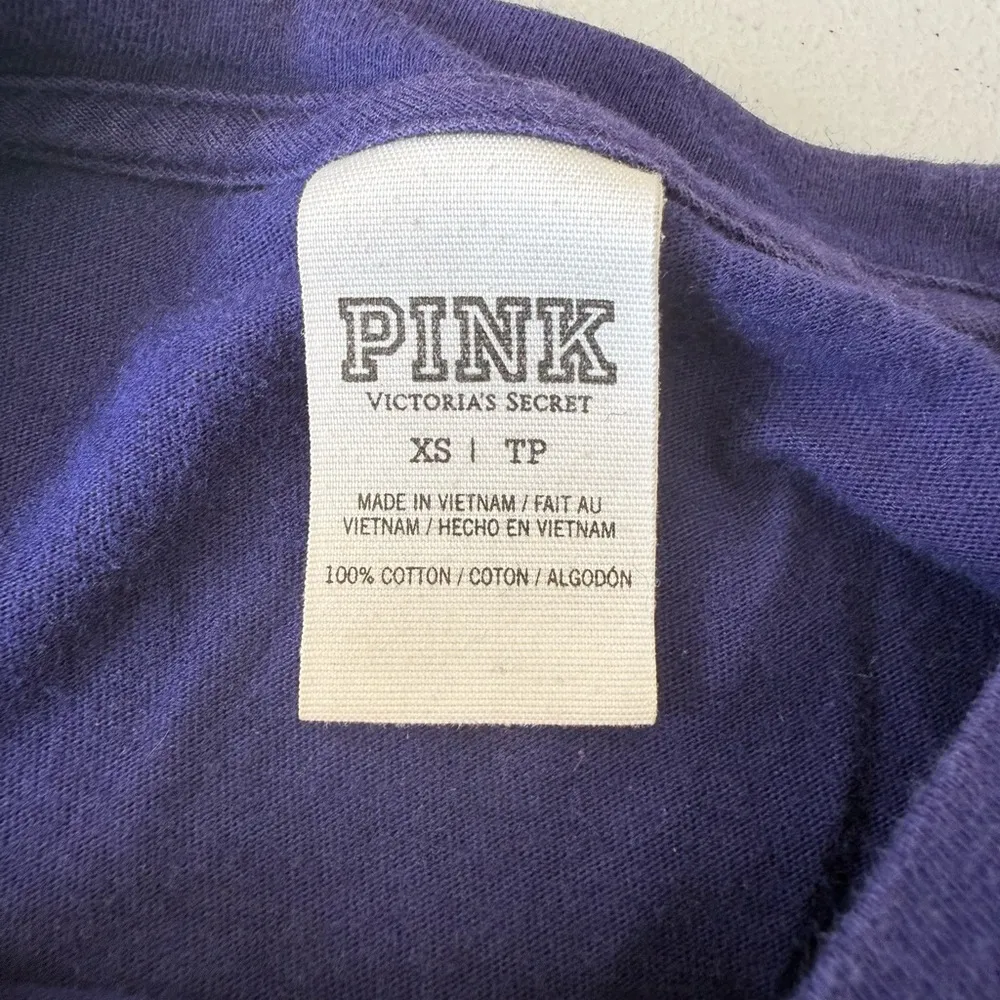 PINK
VICTORIA'S SECRET
XS | TP
MADE IN VIETNAM / FAIT AU
VIETNAM / HECHO EN VIETNAM
100% COTTON / COTON / ALGODÓN